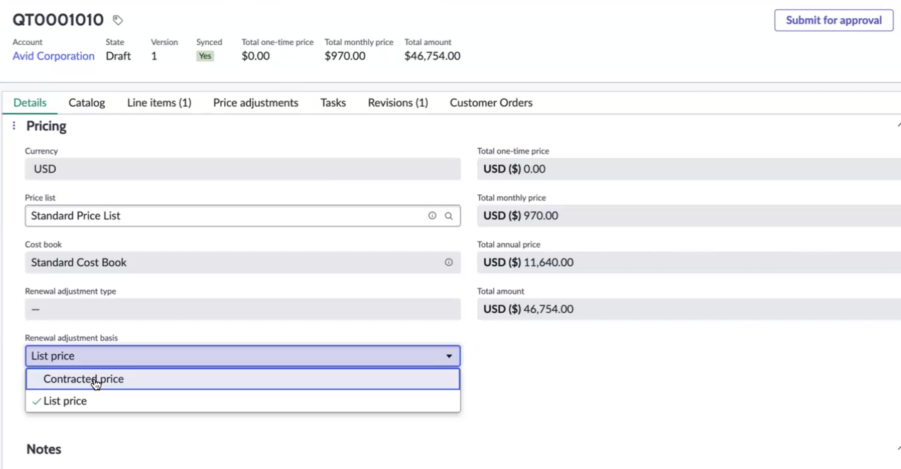 QT0001010
Submit for approval
Account State Version Synced Total one-time price Total monthly price Total amount
Avid Corporation Draft 1 Yes $0.00 $970.00 $46,754.00
Details Catalog Line items (1) Price adjustments Tasks Revisions (1) Customer Orders
Pricing
Currency
USD
Price list
Standard Price List
Cost book
Standard Cost Book
Renewal adjustment type
—
Renewal adjustment basis
List price
Contracted price
List price
Total one-time price
USD ($) 0.00
Total monthly price
USD ($) 970.00
Total annual price
USD ($) 11,640.00
Total amount
USD ($) 46,754.00
Notes